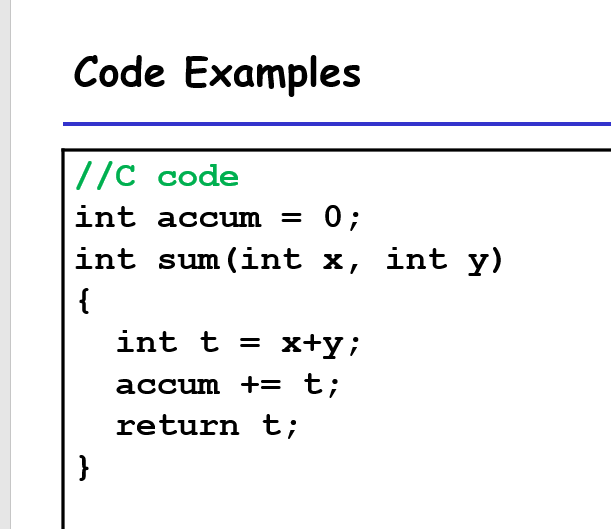 Code Examples
//C code
int accum = 0;
int sum(int x, int y)
{
  int t = x+y;
  accum += t;
  return t;
}